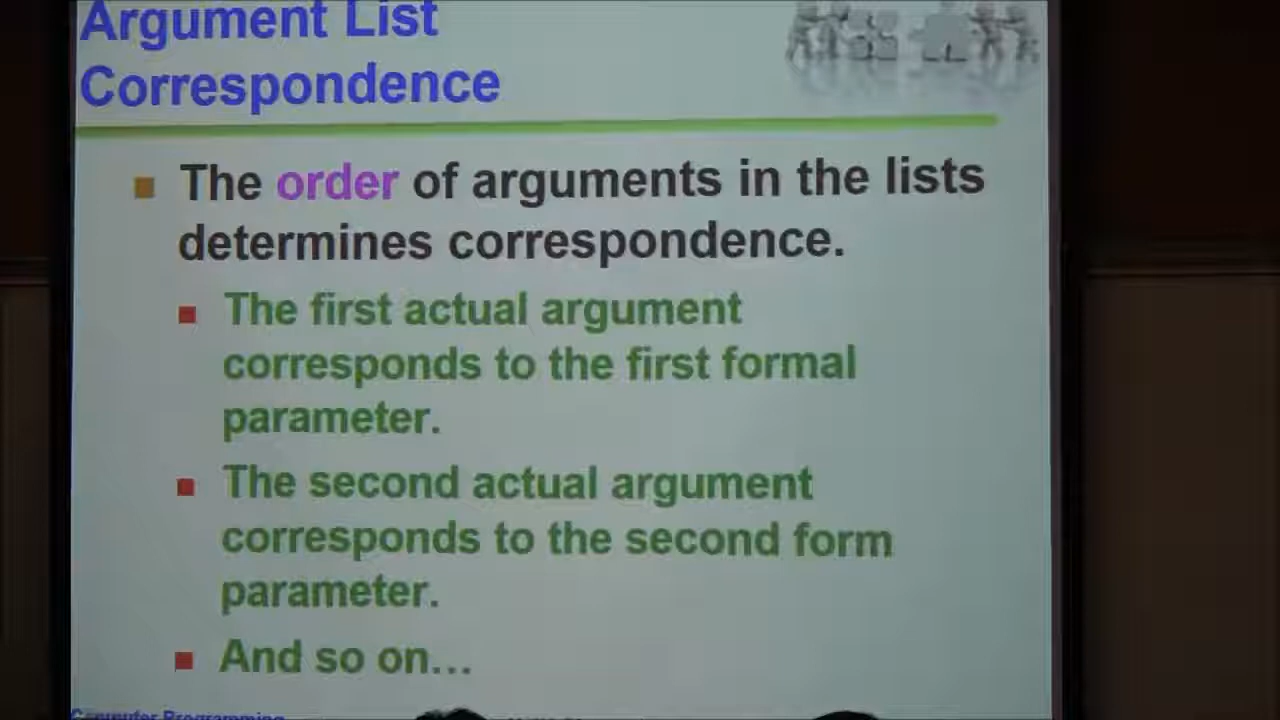 Argument List
Correspondence
The order of arguments in the lists
determines correspondence.
The first actual argument
corresponds to the first formal
parameter.
The second actual argument
corresponds to the second form
parameter.
And so on…
Computer Programming